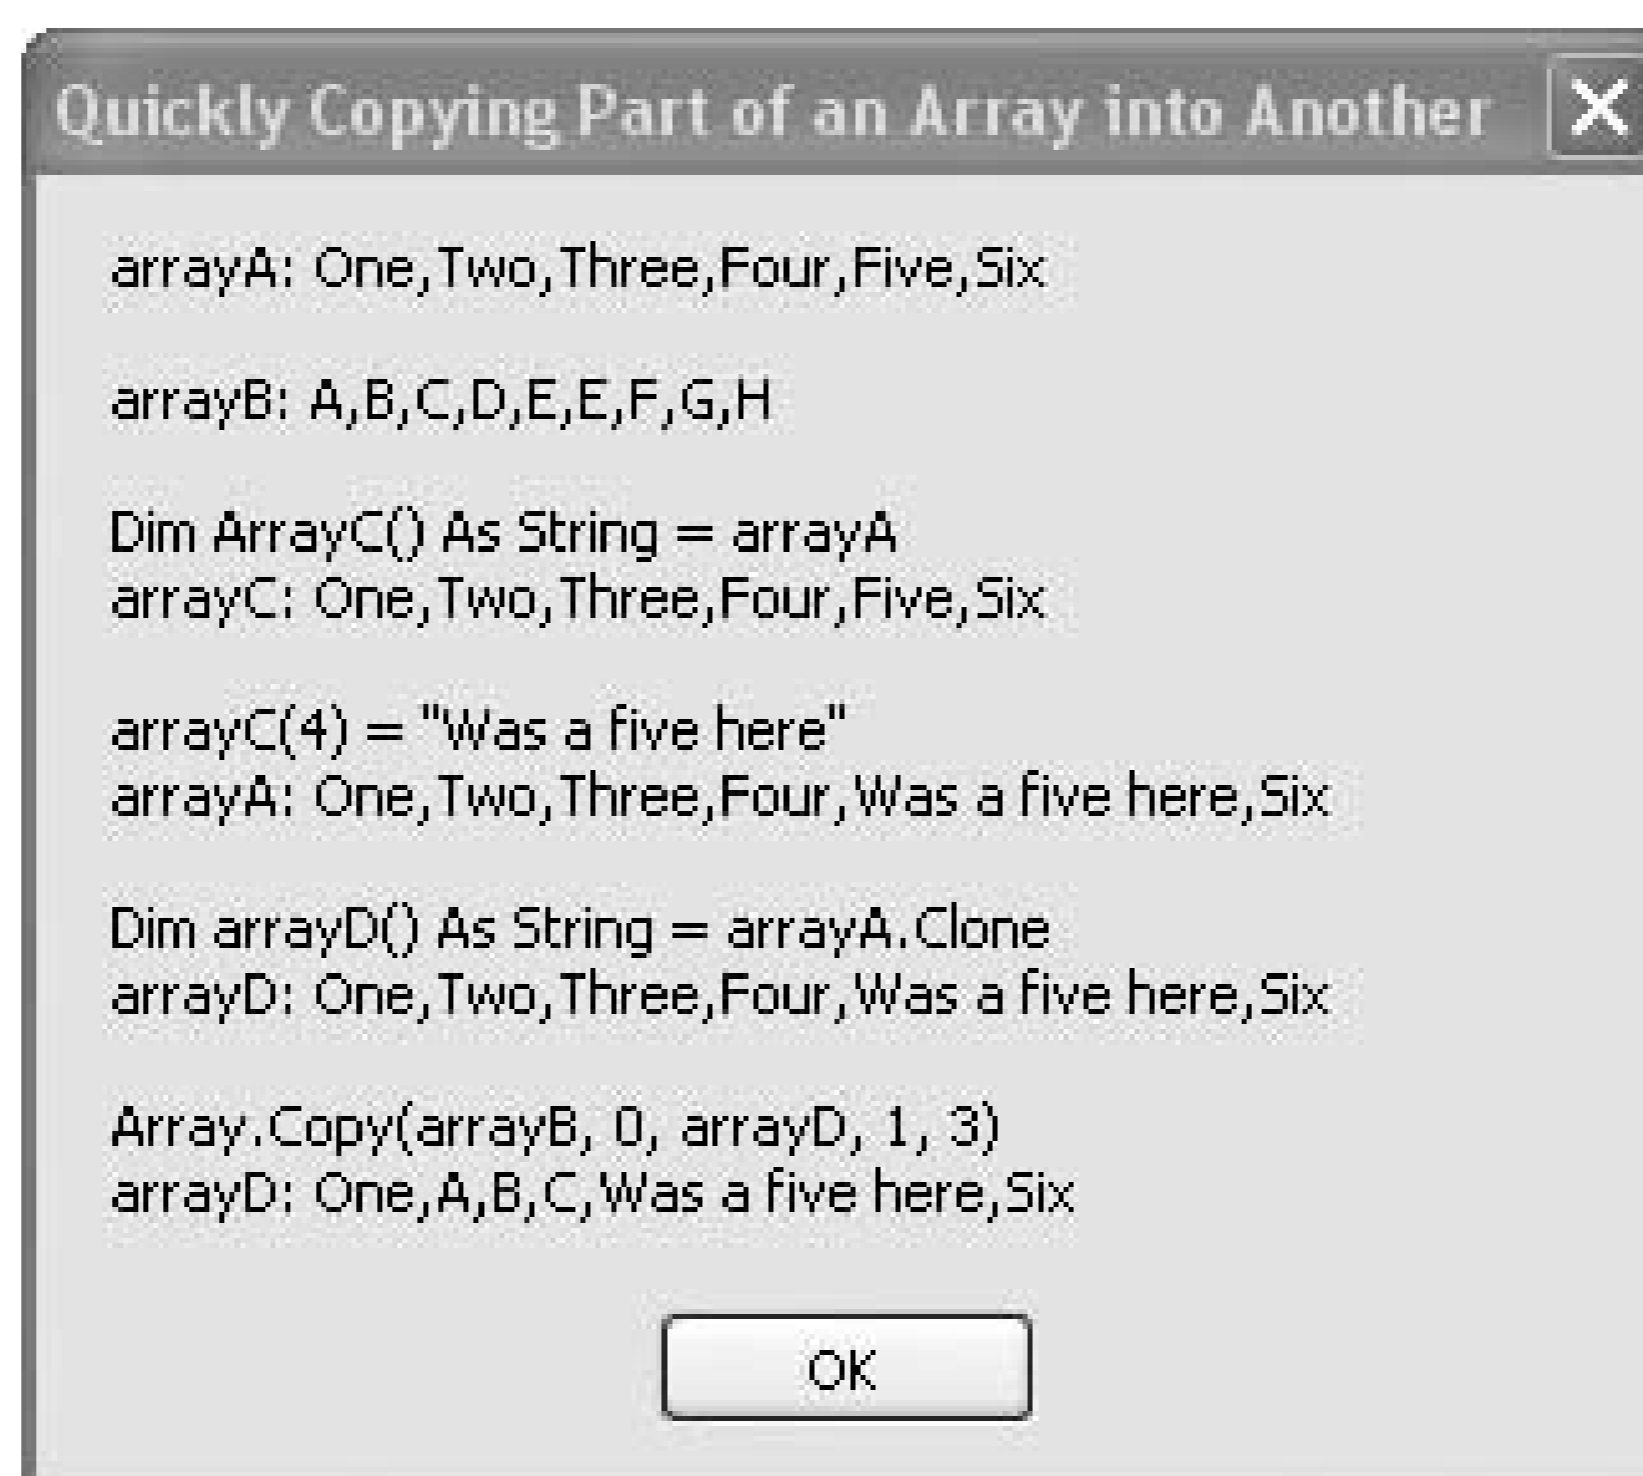 Quickly Copying Part of an Array into Another
arrayA: One,Two,Three,Four,Five,Six
arrayB: A,B,C,D,E,E,F,G,H
Dim ArrayC() As String = arrayA
arrayC: One,Two,Three,Four,Five,Six
arrayC(4) = "Was a five here"
arrayA: One,Two,Three,Four,Was a five here,Six
Dim arrayD() As String = arrayA.Clone
arrayD: One,Two,Three,Four,Was a five here,Six
Array.Copy(arrayB, 0, arrayD, 1, 3)
arrayD: One,A,B,C,Was a five here,Six
OK